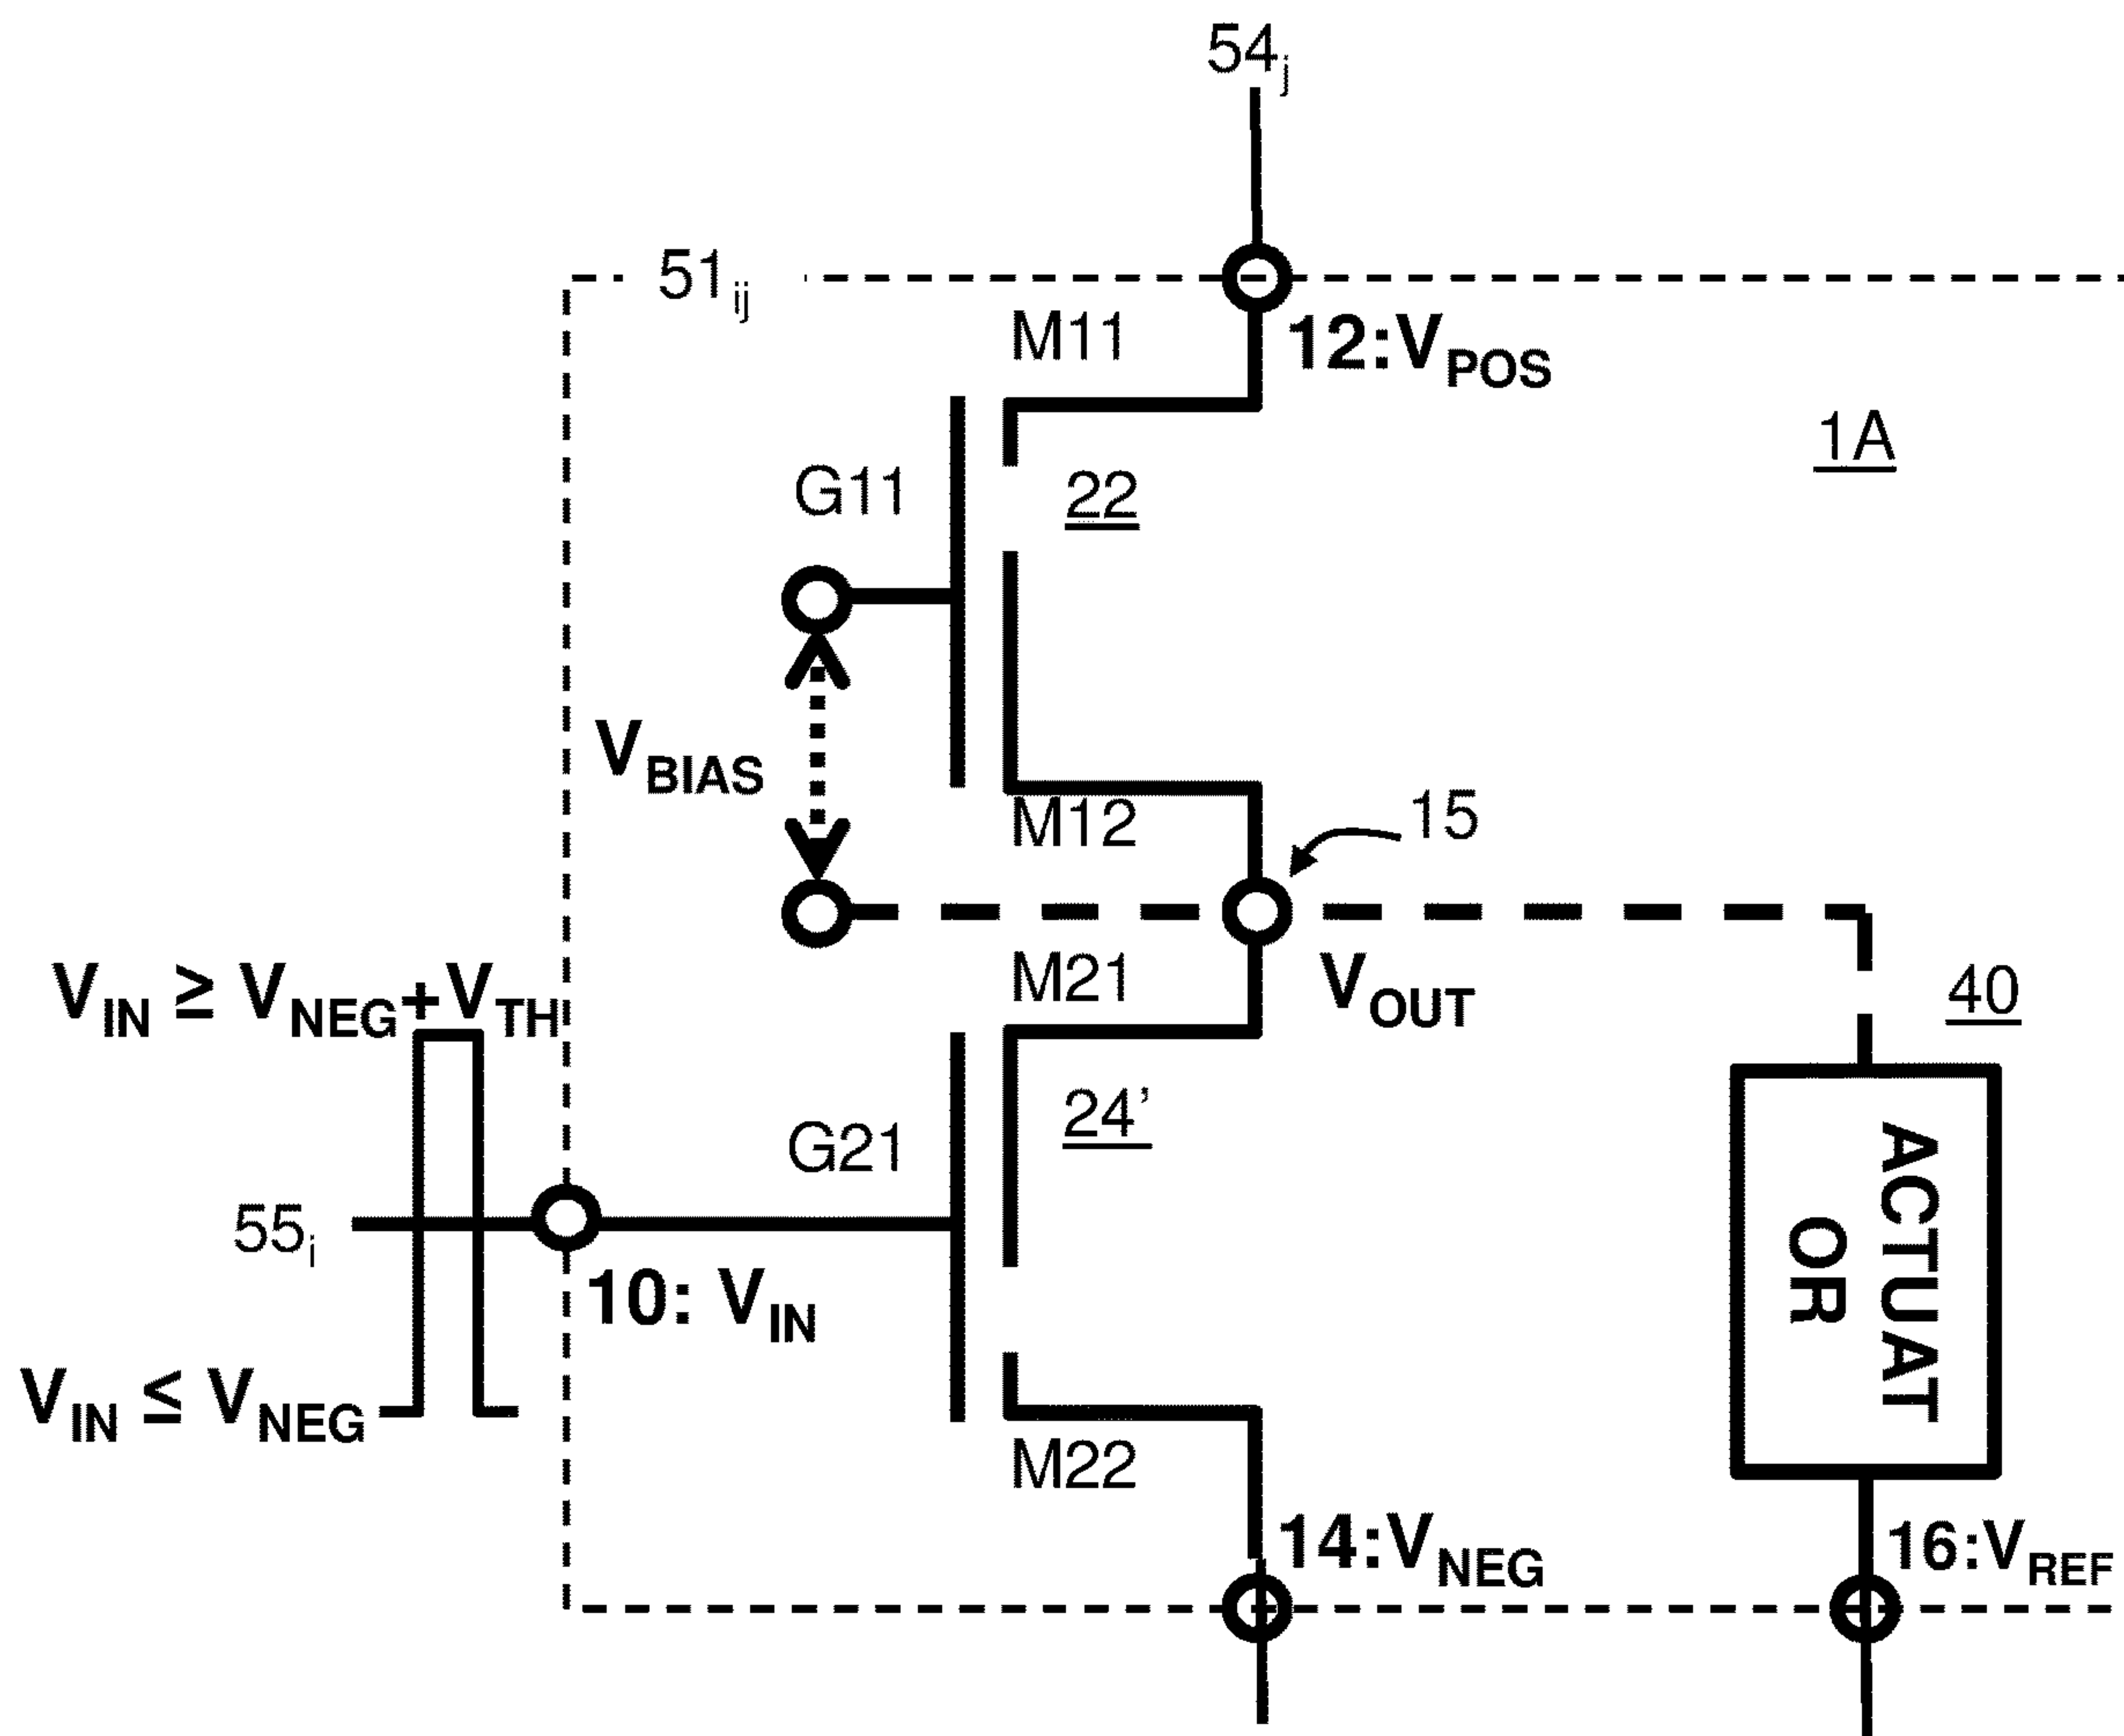 54j
51ij
M11
12:VPOS
1A
G11
22
VBIAS
M12
15
M21
VOUT
VIN ≥ VNEG+VTH
40
24’
G21
ACTUAT
OR
55i
10: VIN
VIN ≤ VNEG
M22
14:VNEG
16:VREF